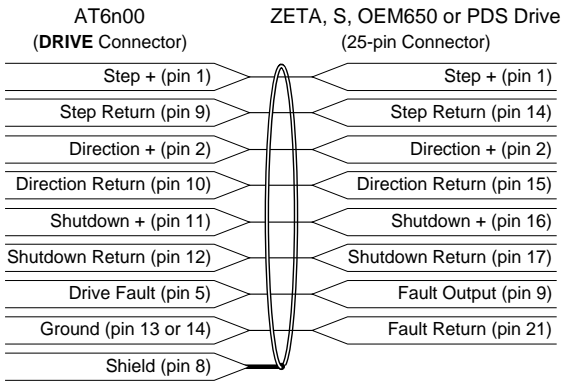 AT6n00 ZETA, S, OEM650 or PDS Drive
(DRIVE Connector) (25-pin Connector)
Step + (pin 1) Step + (pin 1)
Step Return (pin 9) Step Return (pin 14)
Direction + (pin 2) Direction + (pin 2)
Direction Return (pin 10) Direction Return (pin 15)
Shutdown + (pin 11) Shutdown + (pin 16)
Shutdown Return (pin 12) Shutdown Return (pin 17)
Drive Fault (pin 5) Fault Output (pin 9)
Ground (pin 13 or 14) Fault Return (pin 21)
Shield (pin 8)